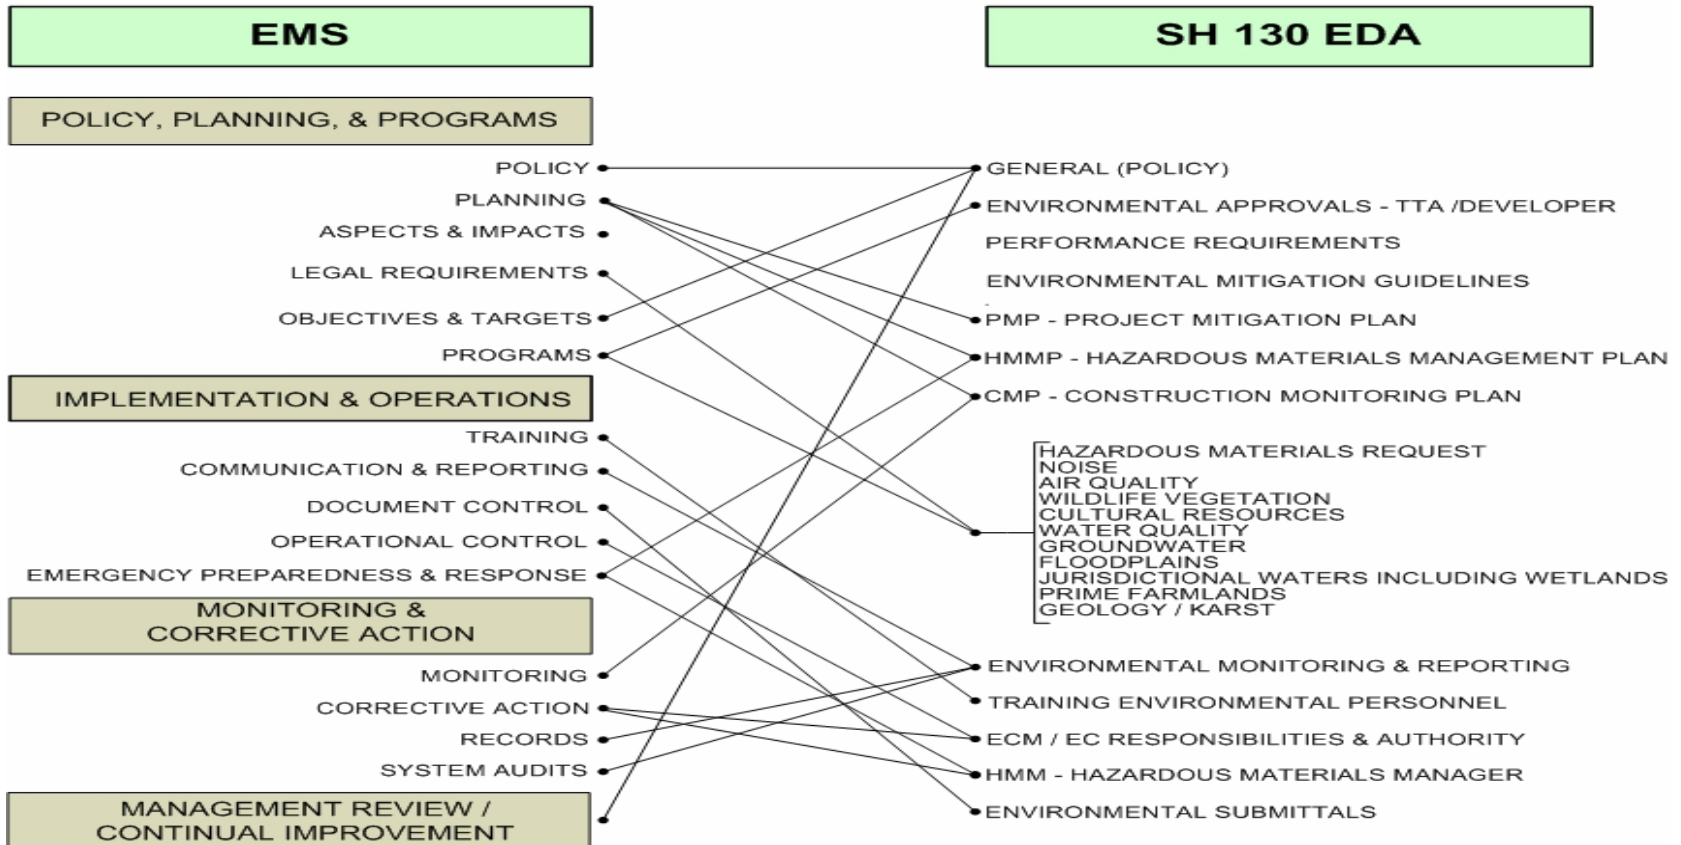 EMS
SH 130 EDA
POLICY, PLANNING, & PROGRAMS
POLICY
PLANNING
ASPECTS & IMPACTS
LEGAL REQUIREMENTS
OBJECTIVES & TARGETS
PROGRAMS
IMPLEMENTATION & OPERATIONS
TRAINING
COMMUNICATION & REPORTING
DOCUMENT CONTROL
OPERATIONAL CONTROL
EMERGENCY PREPAREDNESS & RESPONSE
MONITORING &
CORRECTIVE ACTION
MONITORING
CORRECTIVE ACTION
RECORDS
SYSTEM AUDITS
MANAGEMENT REVIEW /
CONTINUAL IMPROVEMENT
GENERAL (POLICY)
ENVIRONMENTAL APPROVALS - TTA /DEVELOPER
PERFORMANCE REQUIREMENTS
ENVIRONMENTAL MITIGATION GUIDELINES
PMP - PROJECT MITIGATION PLAN
HMMP - HAZARDOUS MATERIALS MANAGEMENT PLAN
CMP - CONSTRUCTION MONITORING PLAN
HAZARDOUS MATERIALS REQUEST
NOISE
AIR QUALITY
WILDLIFE VEGETATION
CULTURAL RESOURCES
WATER QUALITY
GROUNDWATER
FLOODPLAINS
JURISDICTIONAL WATERS INCLUDING WETLANDS
PRIME FARMLANDS
GEOLOGY / KARST
ENVIRONMENTAL MONITORING & REPORTING
TRAINING ENVIRONMENTAL PERSONNEL
ECM / EC RESPONSIBILITIES & AUTHORITY
HMM - HAZARDOUS MATERIALS MANAGER
ENVIRONMENTAL SUBMITTALS